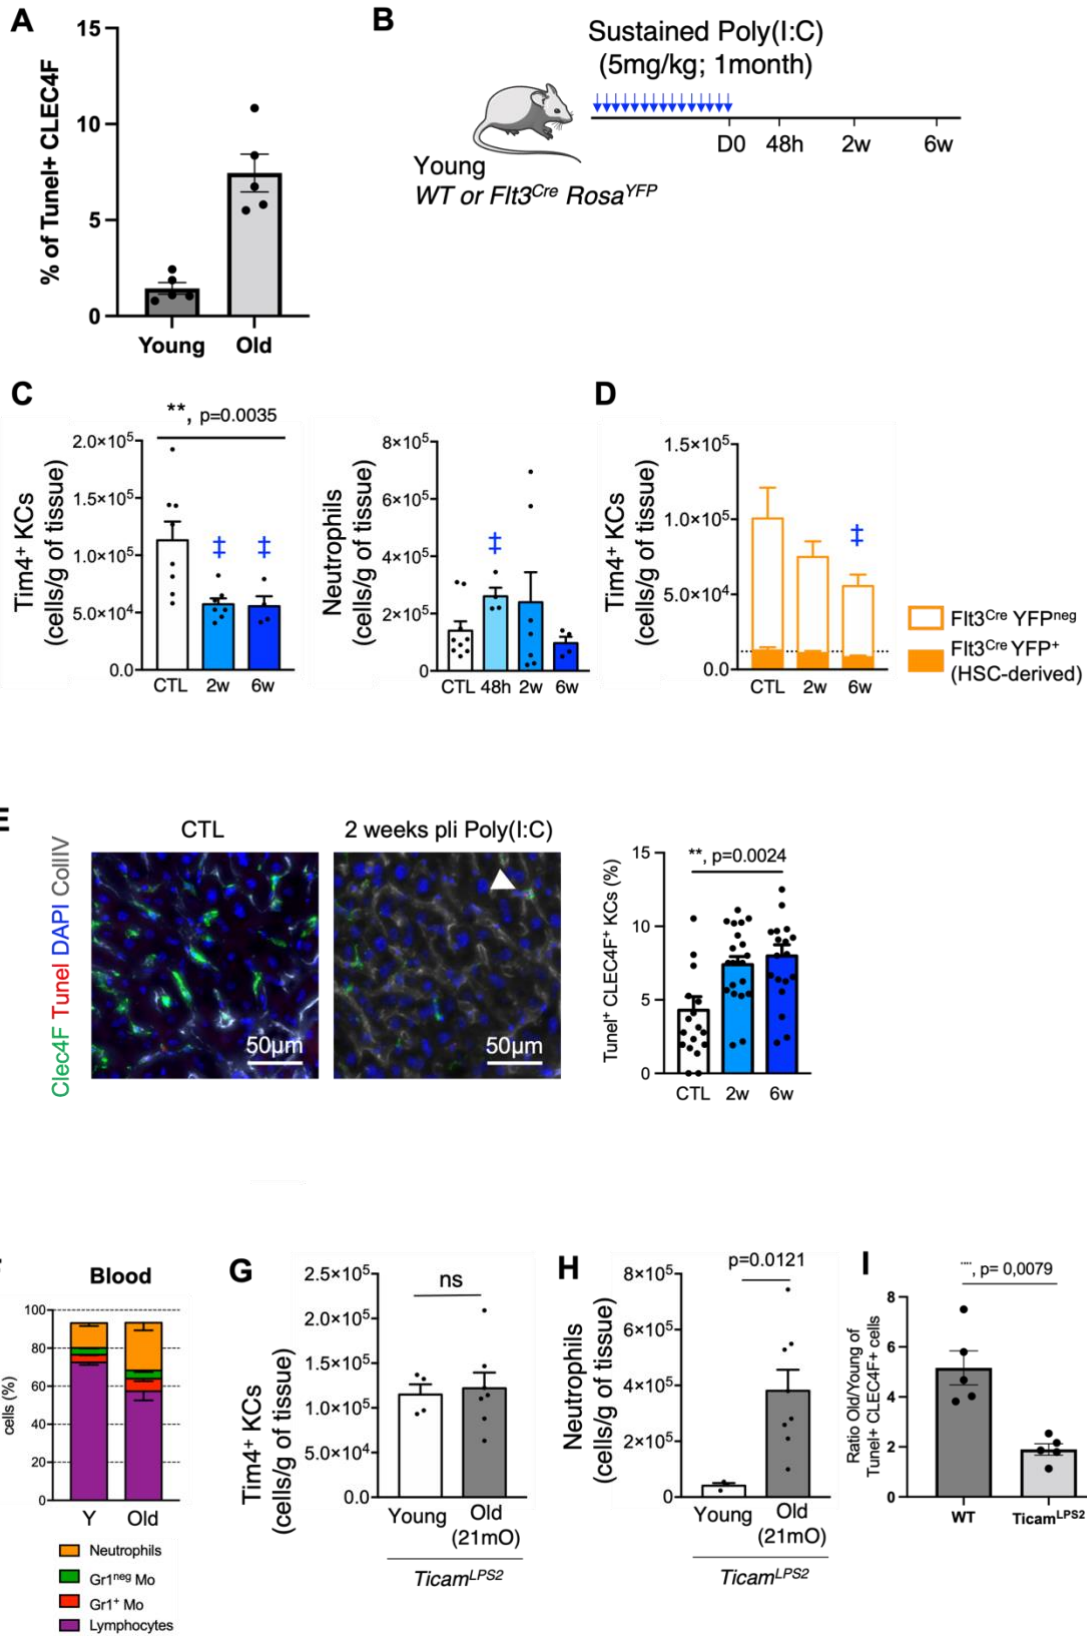 A
15
10
5
0
% of Tunel+ CLEC4F
Young
Old
B
Sustained Poly(I:C)
(5mg/kg; 1month)
D0 48h 2w 6w
Young
WT or Flt3Cre RosaYFP
C
**, p=0.0035
2.0×10⁵
1.5×10⁵
1.0×10⁵
5.0×10⁴
0.0
Tim4⁺ KCs
(cells/g of tissue)
‡ ‡
CTL 2w 6w
8×10⁵
6×10⁵
4×10⁵
2×10⁵
0
Neutrophils
(cells/g of tissue)
‡
CTL 48h 2w 6w
D
1.5×10⁵
1.0×10⁵
5.0×10⁴
0.0
Tim4⁺ KCs
(cells/g of tissue)
‡
CTL 2w 6w
Flt3Cre YFPneg
Flt3Cre YFP⁺
(HSC-derived)
E
Clec4F Tunel DAPI CollIV
CTL
50µm
2 weeks pli Poly(I:C)
50µm
**, p=0.0024
15
10
5
0
Tunel⁺ CLEC4F⁺ KCs (%)
CTL 2w 6w
Blood
100
80
60
40
20
0
cells (%)
Y Old
Neutrophils
Gr1neg Mo
Gr1⁺ Mo
Lymphocytes
G
ns
2.5×10⁵
2.0×10⁵
1.5×10⁵
1.0×10⁵
5.0×10⁴
0.0
Tim4⁺ KCs
(cells/g of tissue)
Young Old
(21mO)
TicamLPS2
H
p=0.0121
8×10⁵
6×10⁵
4×10⁵
2×10⁵
0
Neutrophils
(cells/g of tissue)
Young Old
(21mO)
TicamLPS2
I
, p= 0,0079
8
6
4
2
0
Ratio Old/Young of
Tunel+ CLEC4F+ cells
WT TicamLPS2